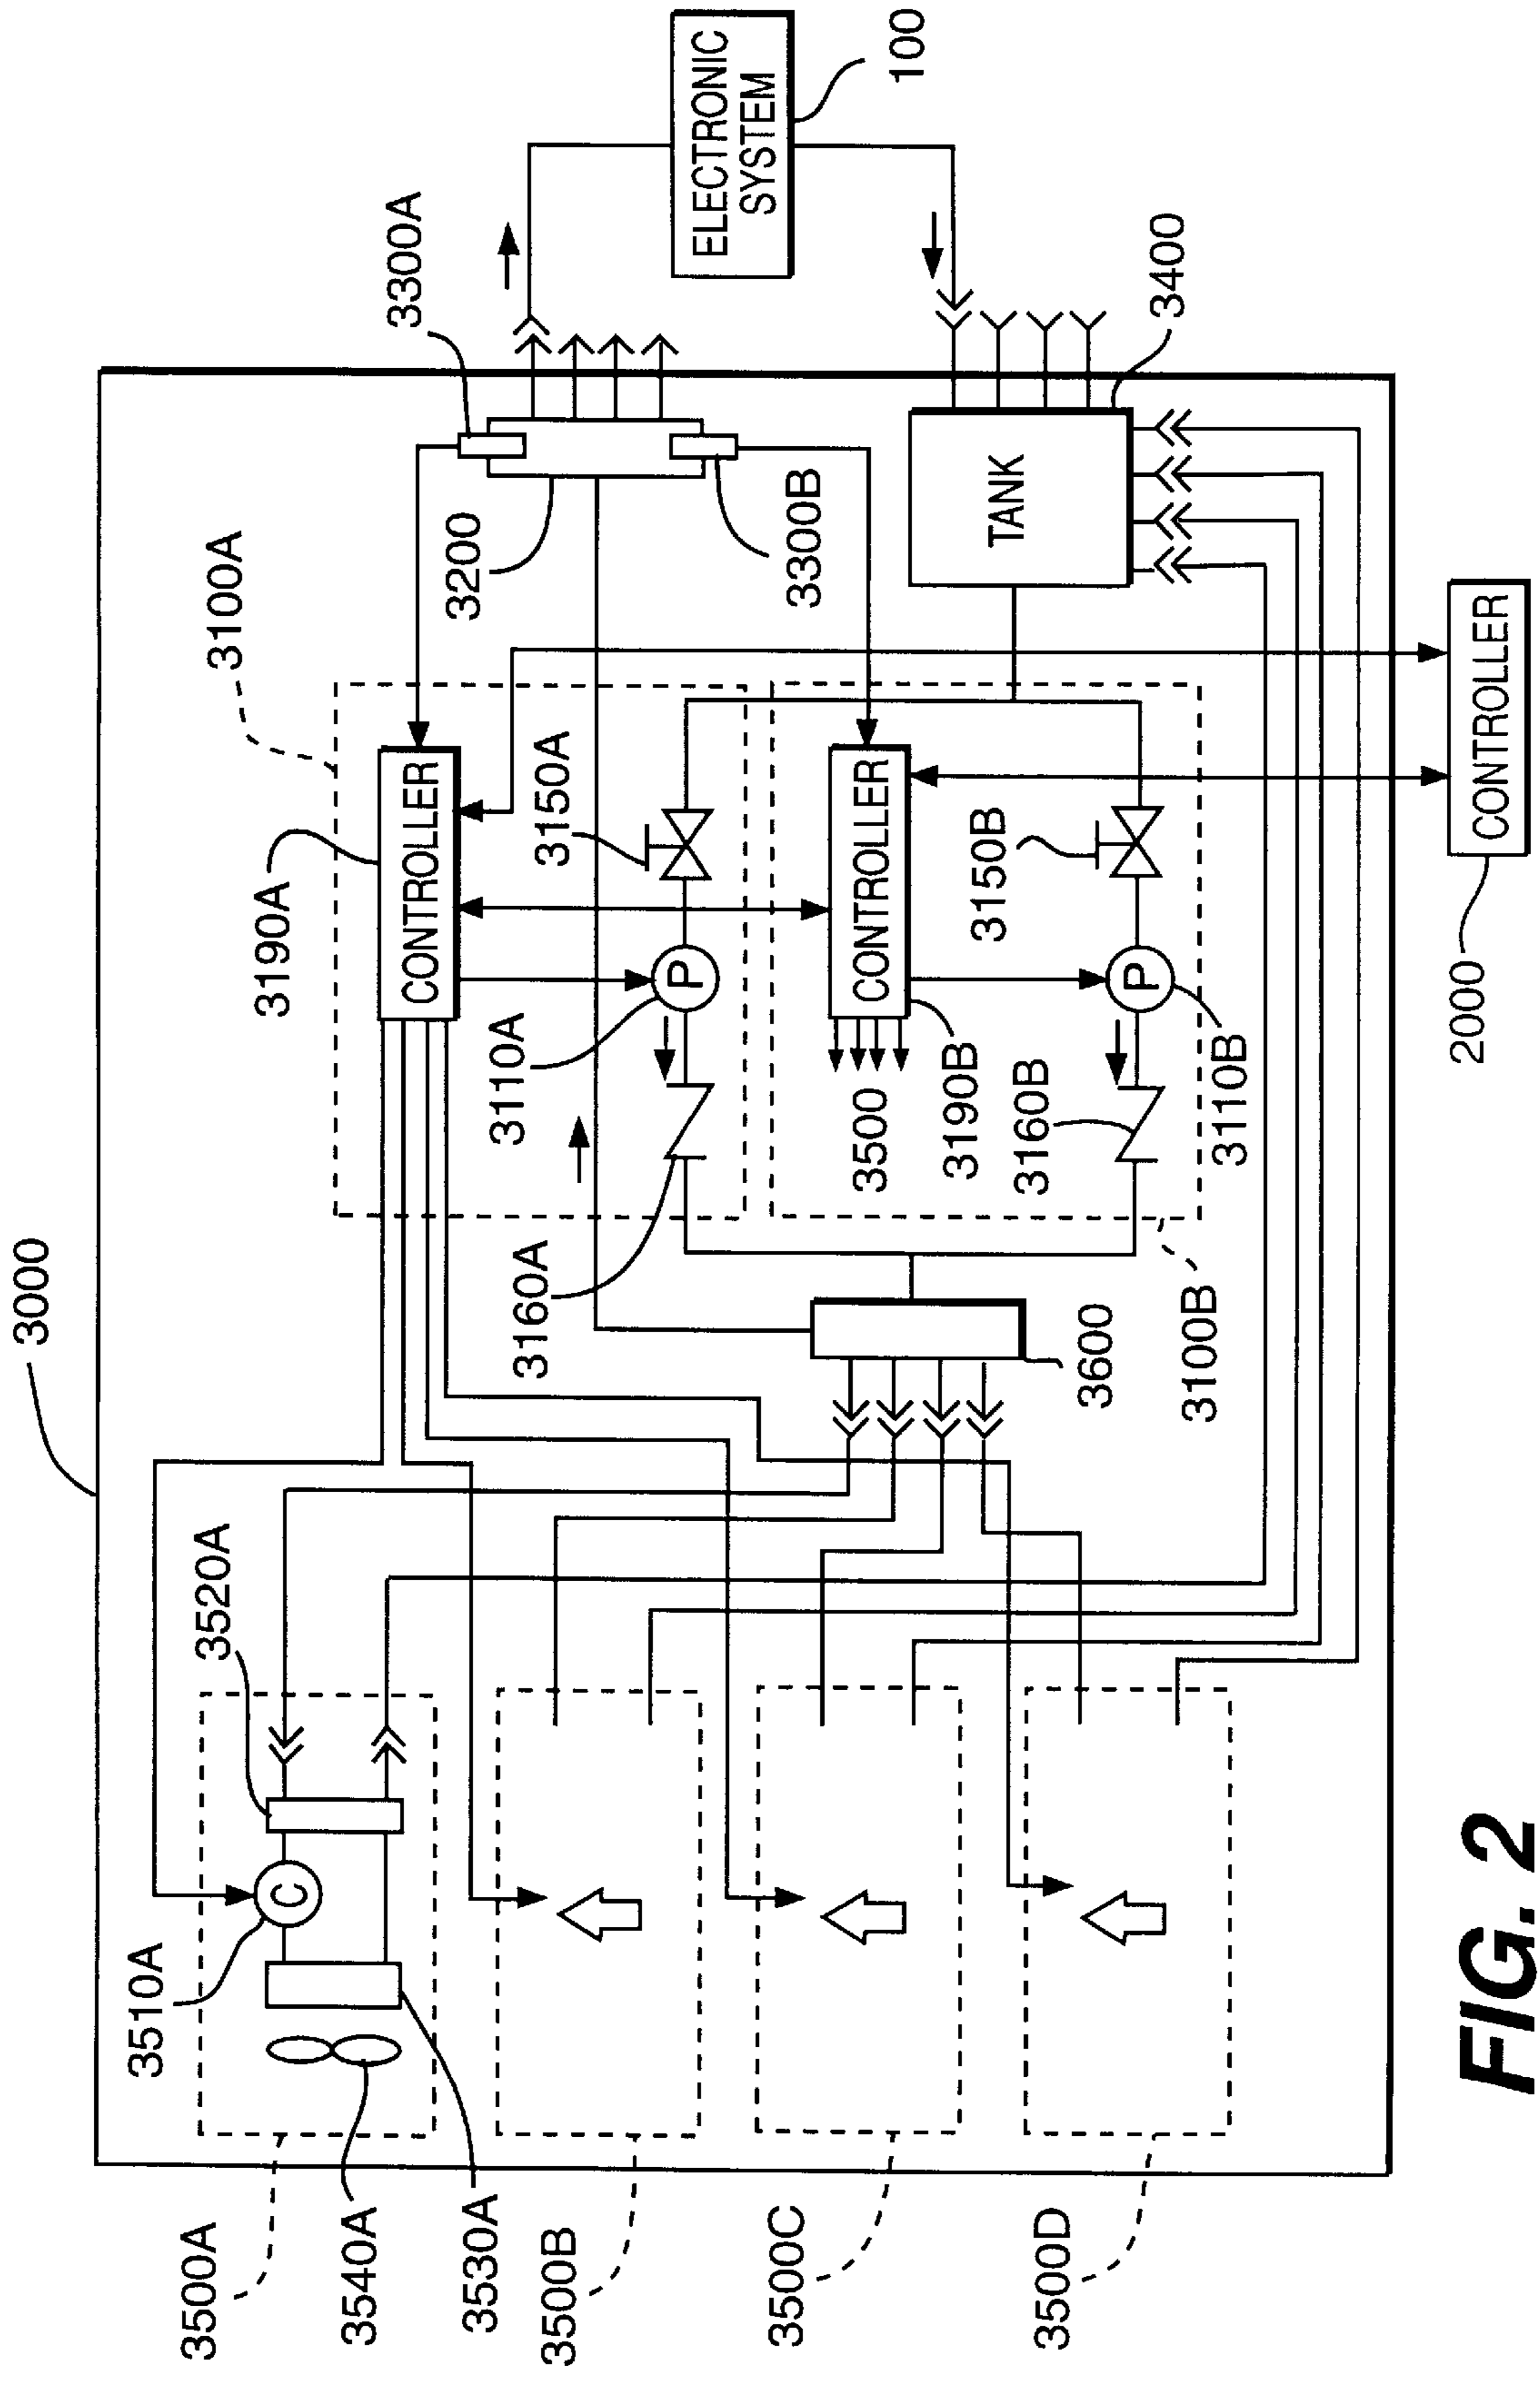 3000
3500A
3540A
3530A
3510A
3520A
C
3500B
3500C
3500D
3190A
3100A
CONTROLLER
3110A
3150A
P
3160A
3200
3300A
3300B
ELECTRONIC
SYSTEM
100
CONTROLLER
3500
3190B
3150B
3160B
P
3110B
3100B
3600
TANK
3400
CONTROLLER
2000
FIG. 2